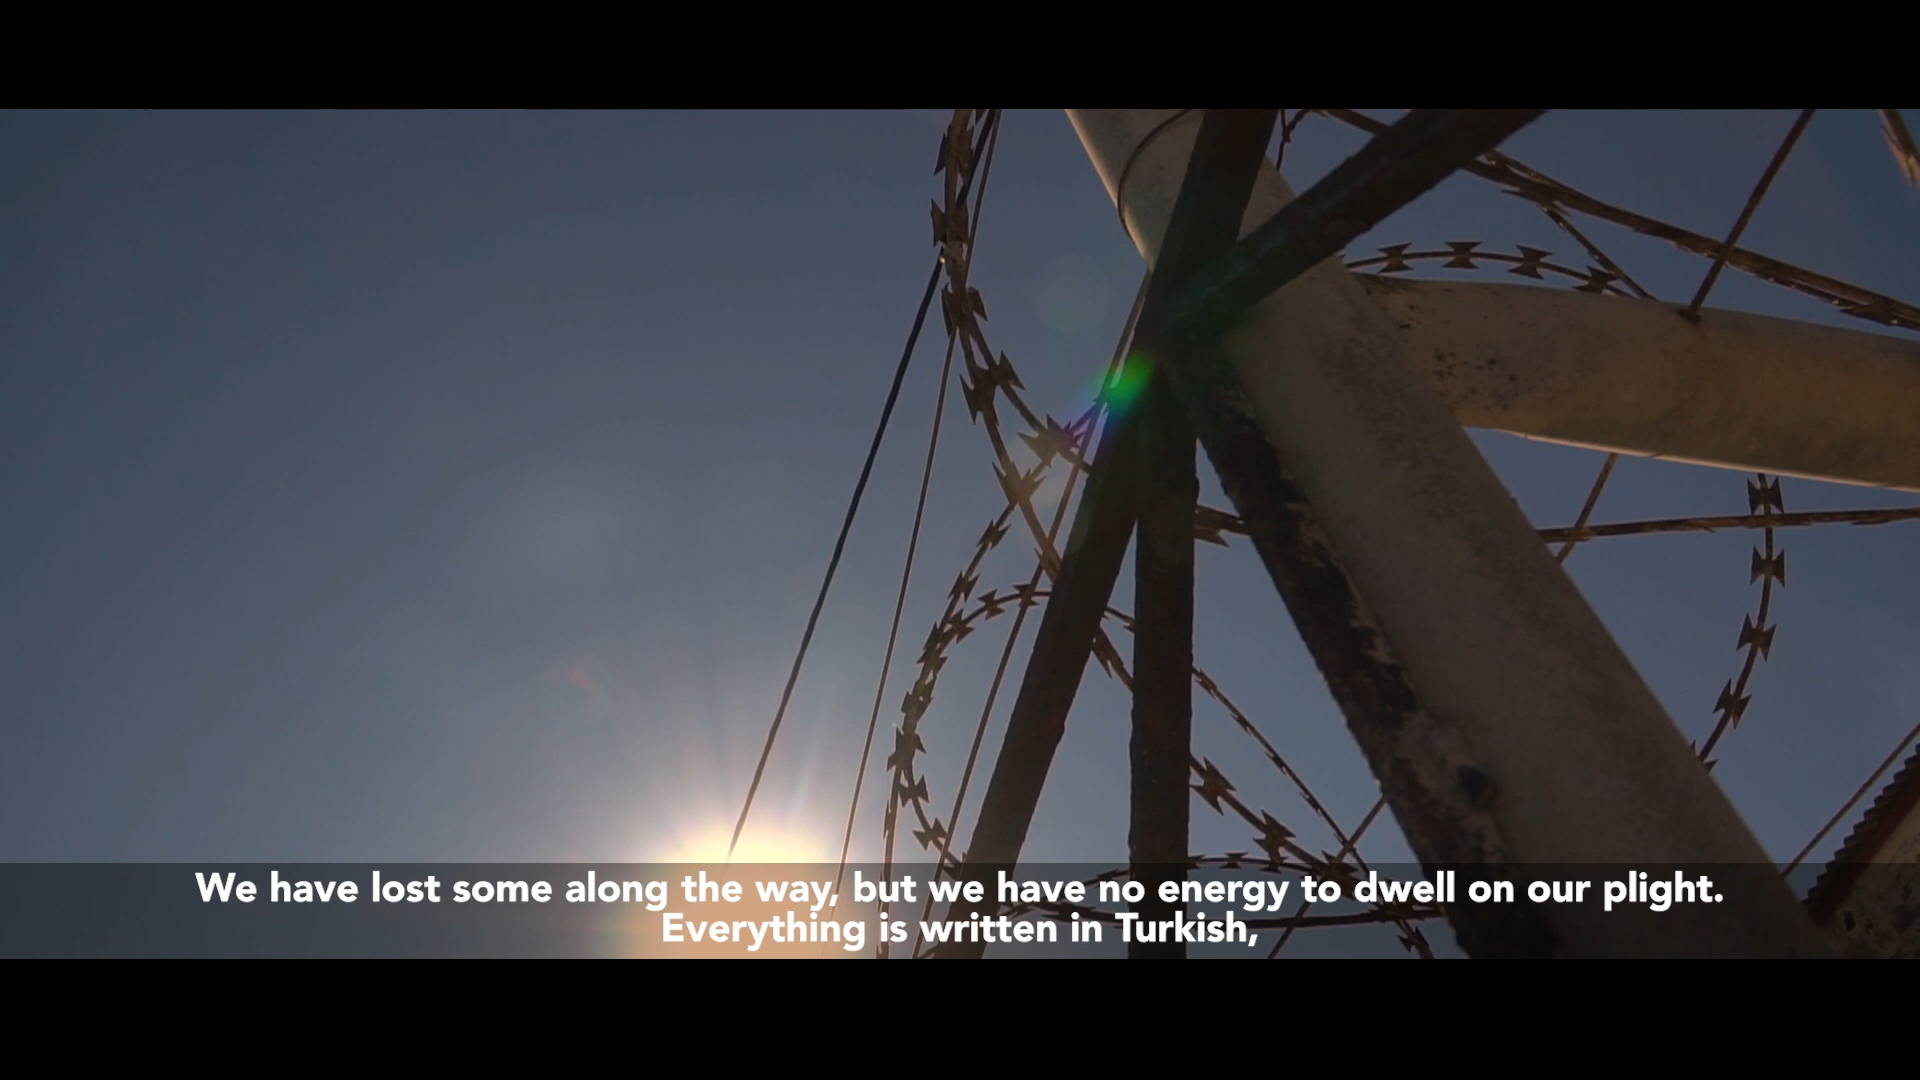 We have lost some along the way, but we have no energy to dwell on our plight.
Everything is written in Turkish,